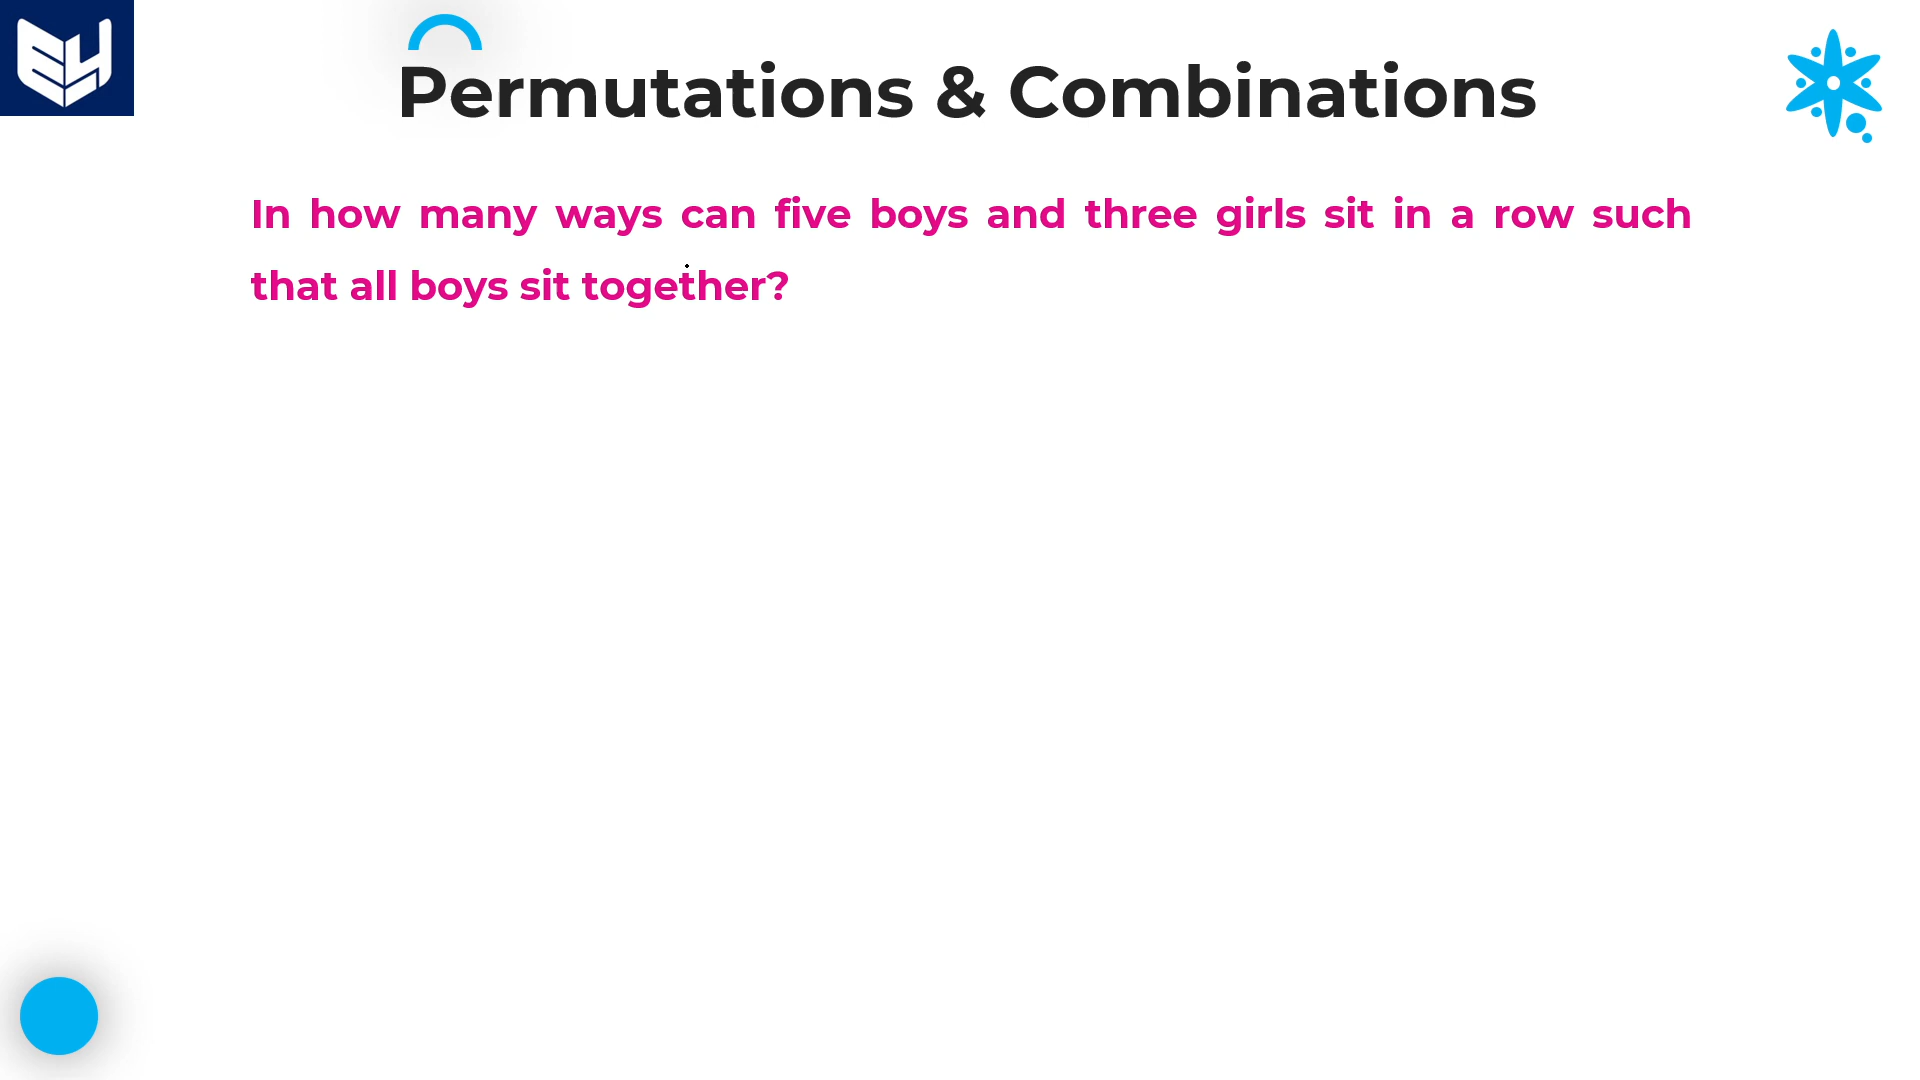 Permutations & Combinations
In how many ways can five boys and three girls sit in a row such
that all boys sit together?